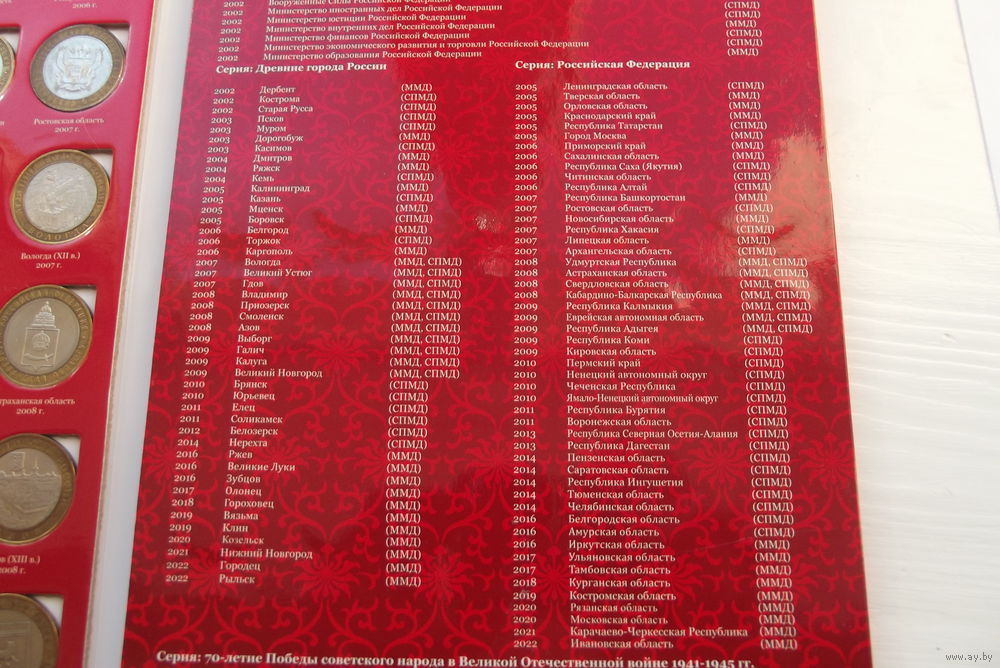 2006 г.
Ростовская область
2007 г.
Вологда (XII в.)
2007 г.
2008 г.
2008 г.
2002 Вооруженные Силы Российской Федерации
2002 Министерство иностранных дел Российской Федерации (СПМД)
2002 Министерство юстиции Российской Федерации (СПМД)
2002 Министерство внутренних дел Российской Федерации (ММД)
2002 Министерство финансов Российской Федерации (СПМД)
2002 Министерство экономического развития и торговли Российской Федерации (СПМД)
2002 Министерство образования Российской Федерации (ММД)
Серия: Древние города России
2002 Дербент (ММД)
2002 Кострома (СПМД)
2002 Старая Русса (СПМД)
2003 Псков (СПМД)
2003 Муром (СПМД)
2003 Дорогобуж (ММД)
2003 Касимов (СПМД)
2004 Дмитров (ММД)
2004 Ряжск (ММД)
2004 Кемь (СПМД)
2005 Калининград (ММД)
2005 Казань (СПМД)
2005 Мценск (ММД)
2005 Боровск (СПМД)
2006 Белгород (ММД)
2006 Торжок (СПМД)
2006 Каргополь (ММД)
2007 Вологда (ММД, СПМД)
2007 Великий Устюг (ММД, СПМД)
2007 Гдов (ММД, СПМД)
2008 Владимир (ММД, СПМД)
2008 Приозерск (ММД, СПМД)
2008 Смоленск (ММД, СПМД)
2008 Азов (ММД, СПМД)
2009 Выборг (ММД, СПМД)
2009 Галич (ММД, СПМД)
2009 Калуга (ММД, СПМД)
2009 Великий Новгород (ММД, СПМД)
2010 Брянск (СПМД)
2010 Юрьевец (СПМД)
2011 Елец (СПМД)
2011 Соликамск (СПМД)
2012 Белозерск (СПМД)
2014 Нерехта (СПМД)
2016 Ржев (ММД)
2016 Великие Луки (ММД)
2016 Зубцов (ММД)
2017 Олонец (ММД)
2018 Гороховец (ММД)
2019 Вязьма (ММД)
2019 Клин (ММД)
2020 Козельск (ММД)
2021 Нижний Новгород (ММД)
2022 Городец (ММД)
2022 Рыльск (ММД)
Серия: Российская Федерация
2005 Ленинградская область (СПМД)
2005 Тверская область (ММД)
2005 Орловская область (ММД)
2005 Краснодарский край (ММД)
2005 Республика Татарстан (СПМД)
2005 Город Москва (ММД)
2006 Приморский край (ММД)
2006 Сахалинская область (ММД)
2006 Республика Саха (Якутия) (СПМД)
2006 Читинская область (СПМД)
2006 Республика Алтай (СПМД)
2007 Республика Башкортостан (ММД)
2007 Ростовская область (СПМД)
2007 Новосибирская область (ММД)
2007 Республика Хакасия (СПМД)
2007 Липецкая область (ММД)
2007 Архангельская область (СПМД)
2008 Удмуртская Республика (ММД, СПМД)
2008 Астраханская область (ММД, СПМД)
2008 Свердловская область (ММД, СПМД)
2008 Кабардино-Балкарская Республика (ММД, СПМД)
2009 Республика Калмыкия (ММД, СПМД)
2009 Еврейская автономная область (ММД, СПМД)
2009 Республика Адыгея (ММД, СПМД)
2009 Республика Коми (СПМД)
2009 Кировская область (СПМД)
2010 Пермский край (СПМД)
2010 Ненецкий автономный округ (СПМД)
2010 Чеченская Республика (СПМД)
2010 Ямало-Ненецкий автономный округ (СПМД)
2011 Республика Бурятия (СПМД)
2011 Воронежская область (СПМД)
2013 Республика Северная Осетия-Алания (СПМД)
2013 Республика Дагестан (СПМД)
2014 Пензенская область (СПМД)
2014 Саратовская область (СПМД)
2014 Республика Ингушетия (СПМД)
2014 Тюменская область (СПМД)
2014 Челябинская область (СПМД)
2016 Белгородская область (СПМД)
2016 Амурская область (СПМД)
2016 Иркутская область (ММД)
2017 Ульяновская область (ММД)
2017 Тамбовская область (ММД)
2018 Курганская область (ММД)
2019 Костромская область (ММД)
2020 Рязанская область (ММД)
2020 Московская область (ММД)
2021 Карачаево-Черкесская Республика (ММД)
2022 Ивановская область (ММД)
Серия: 70-летие Победы советского народа в Великой Отечественной войне 1941-1945 гг.
www.ay.by